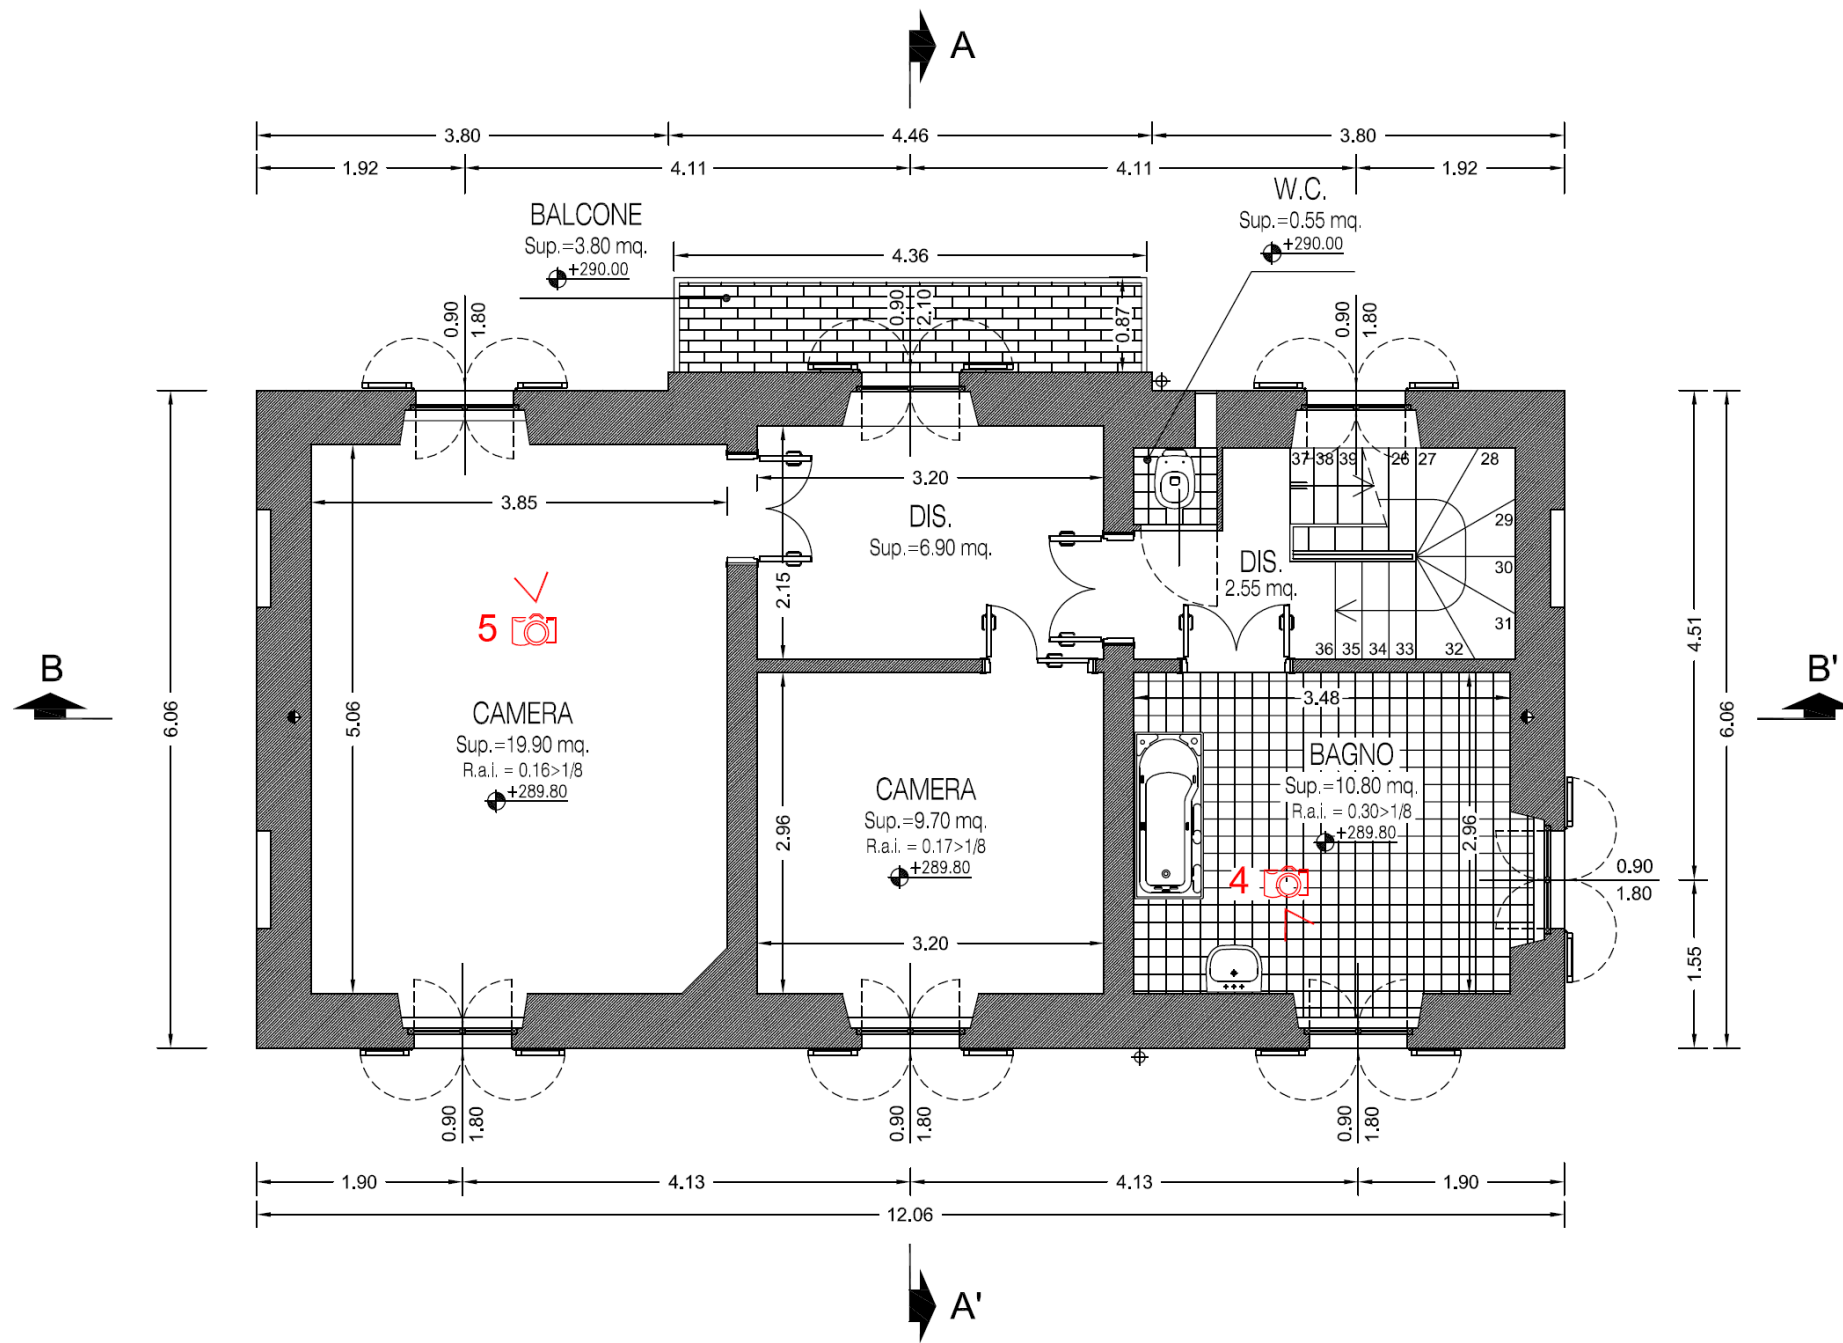 A
3.80
4.46
3.80
1.92
4.11
4.11
1.92
W.C.
Sup.=0.55 mq.
+290.00
BALCONE
Sup.=3.80 mq.
+290.00
4.36
0.90
1.80
0.90
2.10
0.87
0.90
1.80
3.85
3.20
DIS.
Sup.=6.90 mq.
2.15
DIS.
2.55 mq.
37
38
39
26
27
28
29
30
31
32
33
34
35
36
5
B
6.06
5.06
CAMERA
Sup.=19.90 mq.
R.a.i. = 0.16>1/8
+289.80
2.96
CAMERA
Sup.=9.70 mq.
R.a.i. = 0.17>1/8
+289.80
3.20
3.48
BAGNO
Sup.=10.80 mq.
R.a.i. = 0.30>1/8
+289.80
2.96
4
0.90
1.80
4.51
1.55
6.06
B'
0.90
1.80
0.90
1.80
0.90
1.80
1.90
4.13
4.13
1.90
12.06
A'